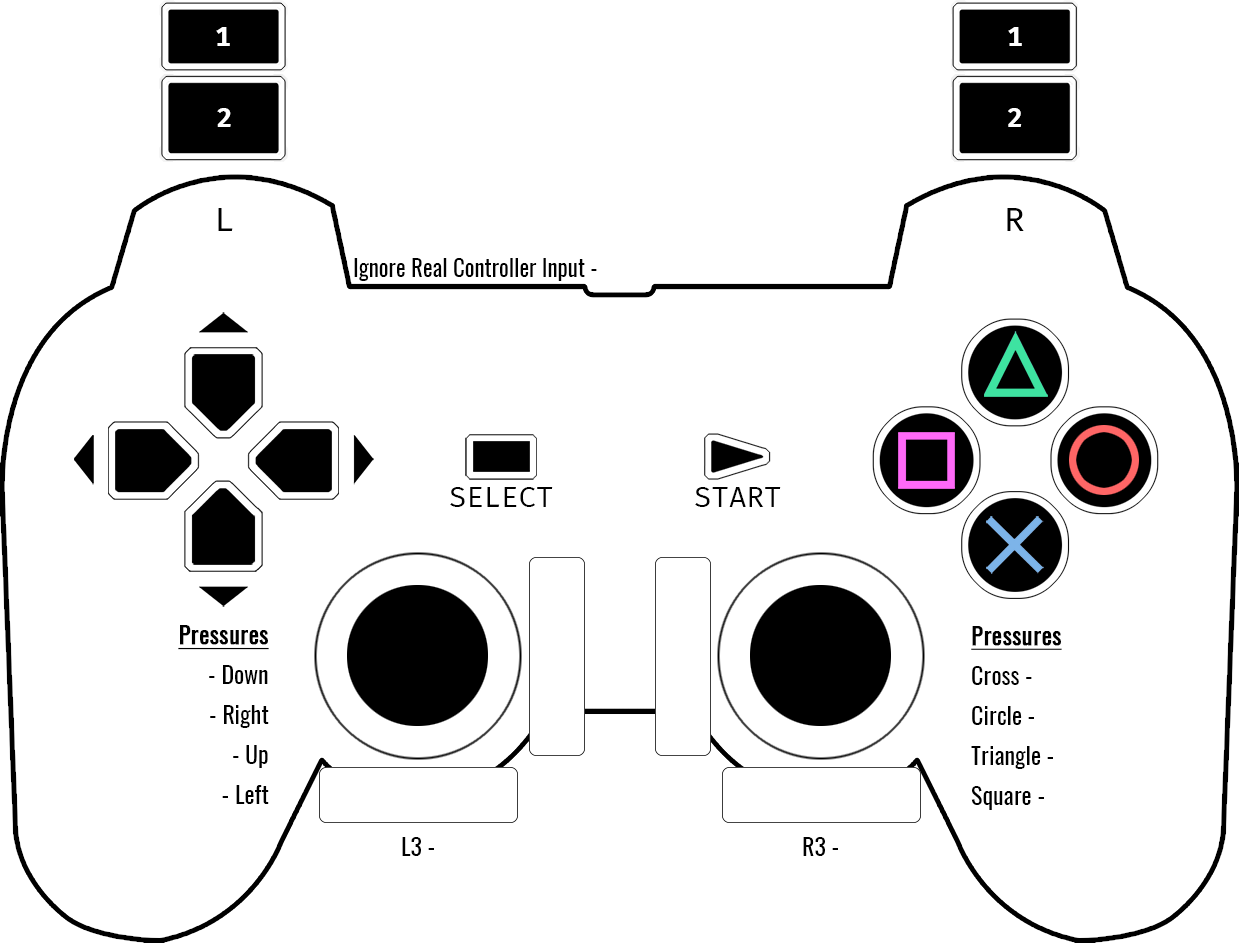 1
1
2
2
L
R
Ignore Real Controller Input -
SELECT
START
Pressures
- Down
- Right
- Up
- Left
Pressures
Cross -
Circle -
Triangle -
Square -
L3 -
R3 -